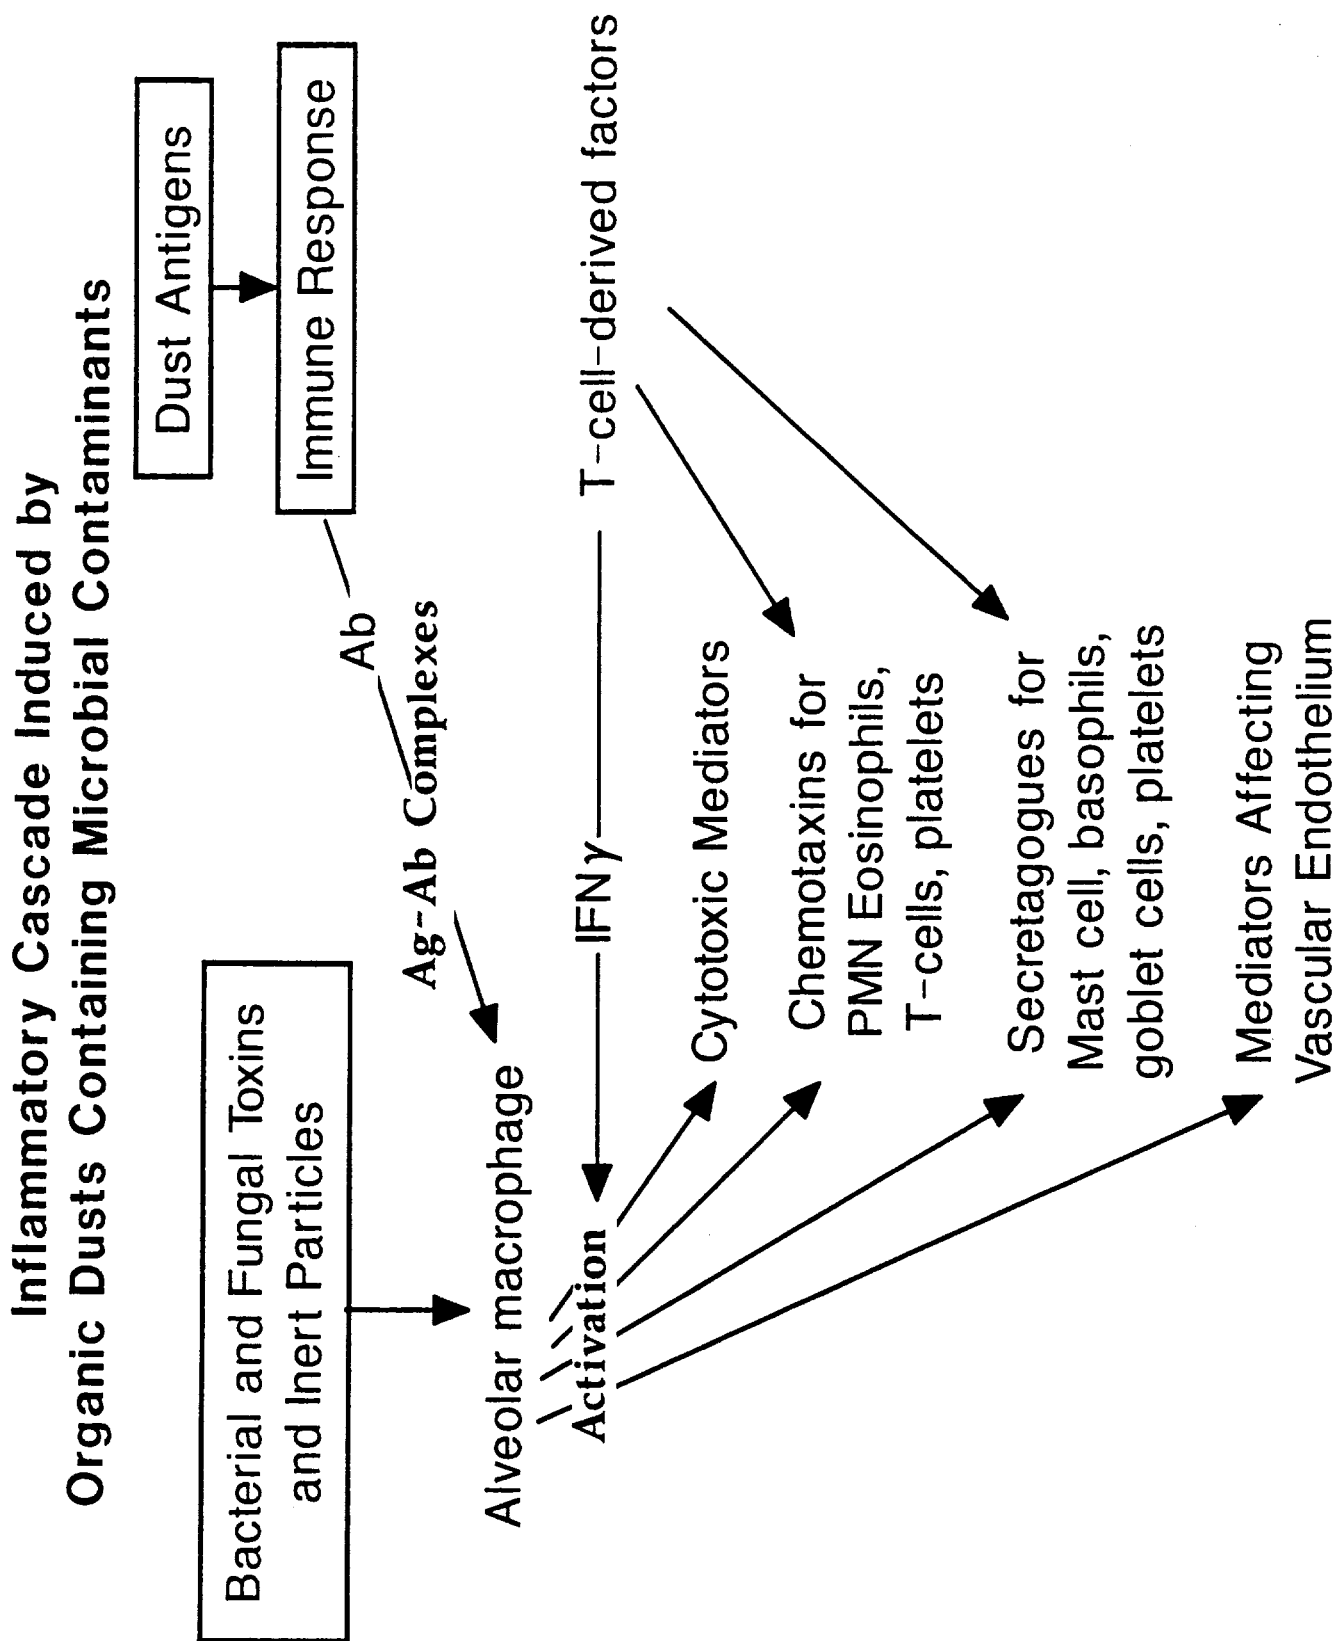 Inflammatory Cascade Induced by
Organic Dusts Containing Microbial Contaminants
Dust Antigens
Immune Response
Bacterial and Fungal Toxins
and Inert Particles
Ab
Ag-Ab Complexes
Alveolar macrophage
Activation
IFNγ
T-cell-derived factors
Cytotoxic Mediators
Chemotaxins for
PMN Eosinophils,
T-cells, platelets
Secretagogues for
Mast cell, basophils,
goblet cells, platelets
Mediators Affecting
Vascular Endothelium